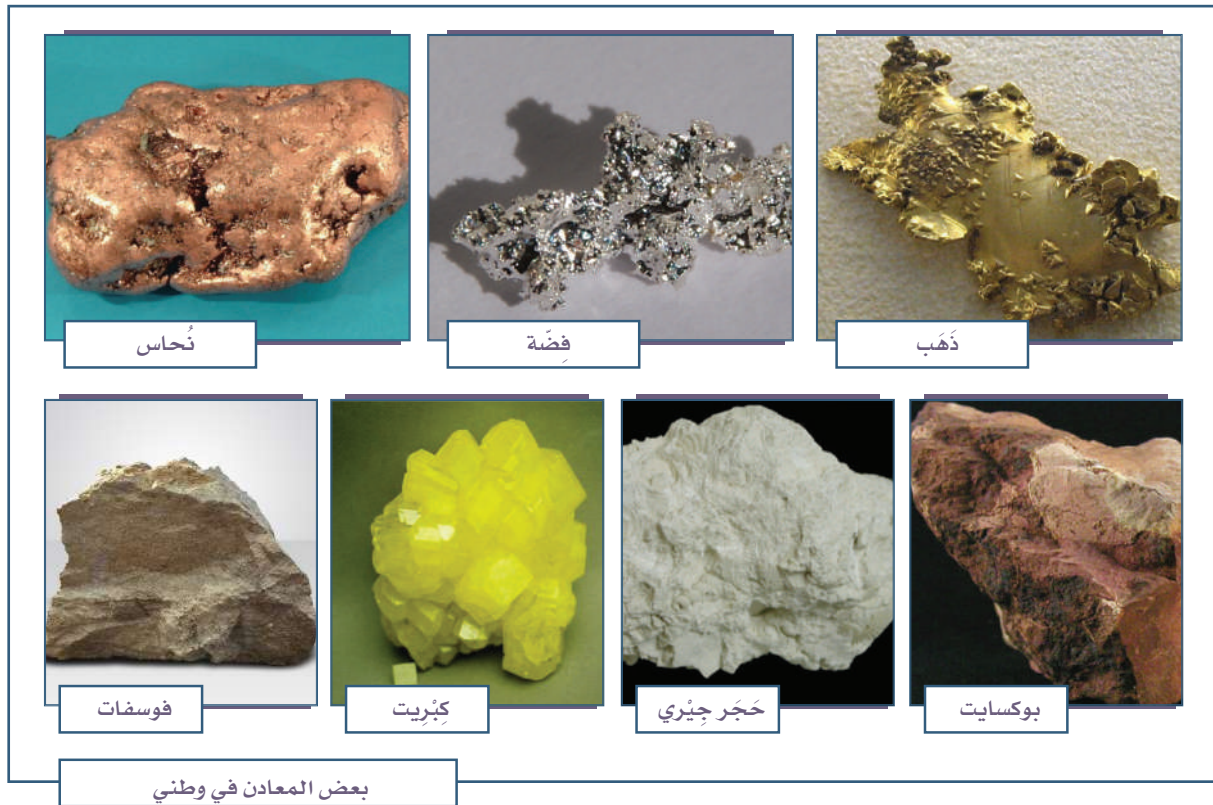 ذَهَب
فِضّة
نُحاس
بوكسايت
حَجَر جِيْري
كِبْرِيت
فوسفات
بعض المعادن في وطني